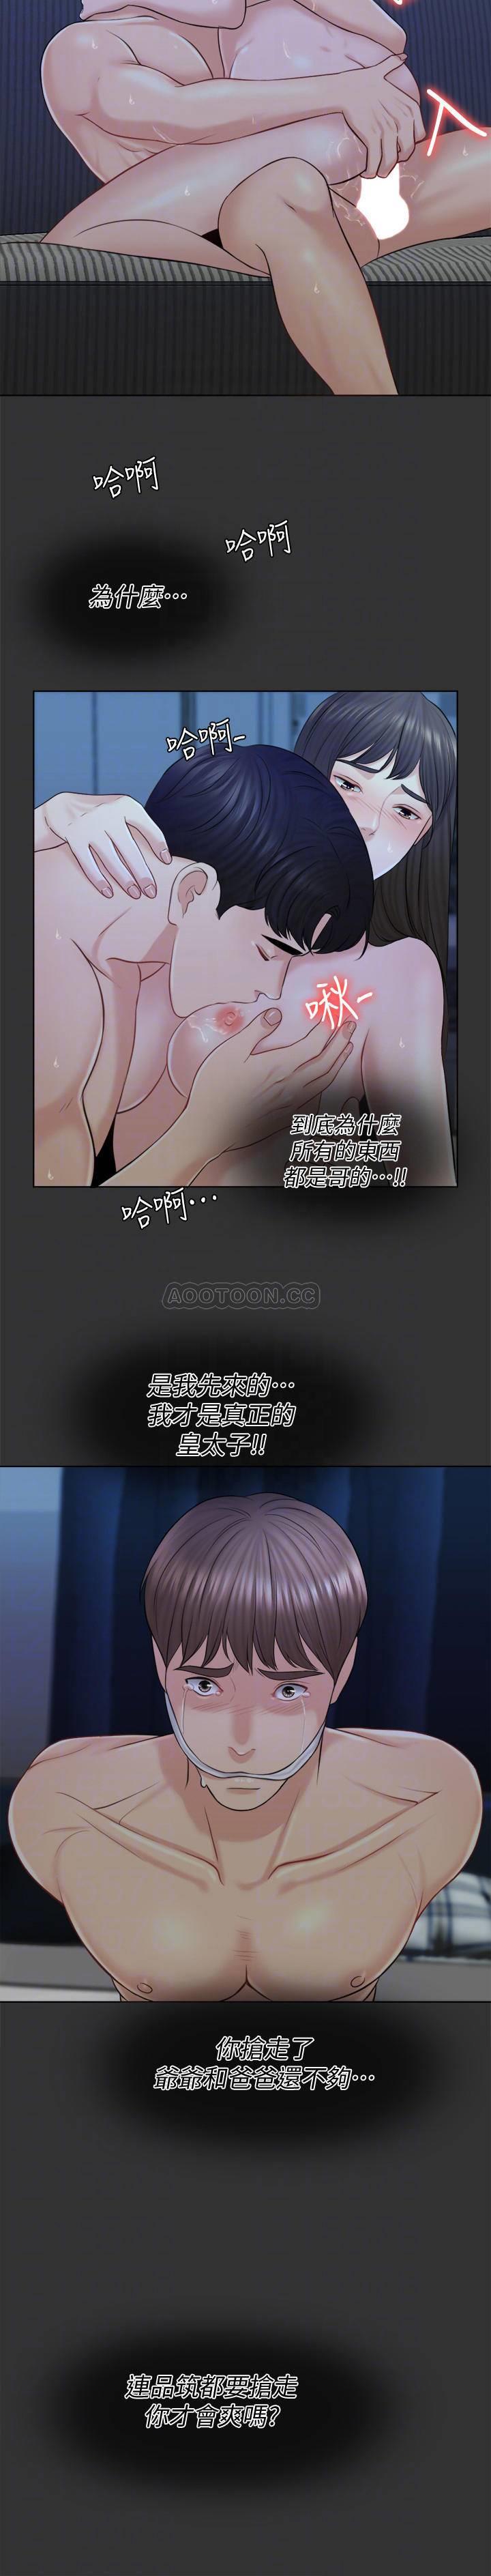 哈啊
哈啊
為什麼…
哈啊-
啾-
到底為什麼
所有的東西
都是哥的…!!
哈啊…
AOOTOON.CC
是我先來的…
我才是真正的
皇太子!!
你搶走了
爺爺和爸爸還不夠…
連品筑都要搶走
你才會爽嗎?